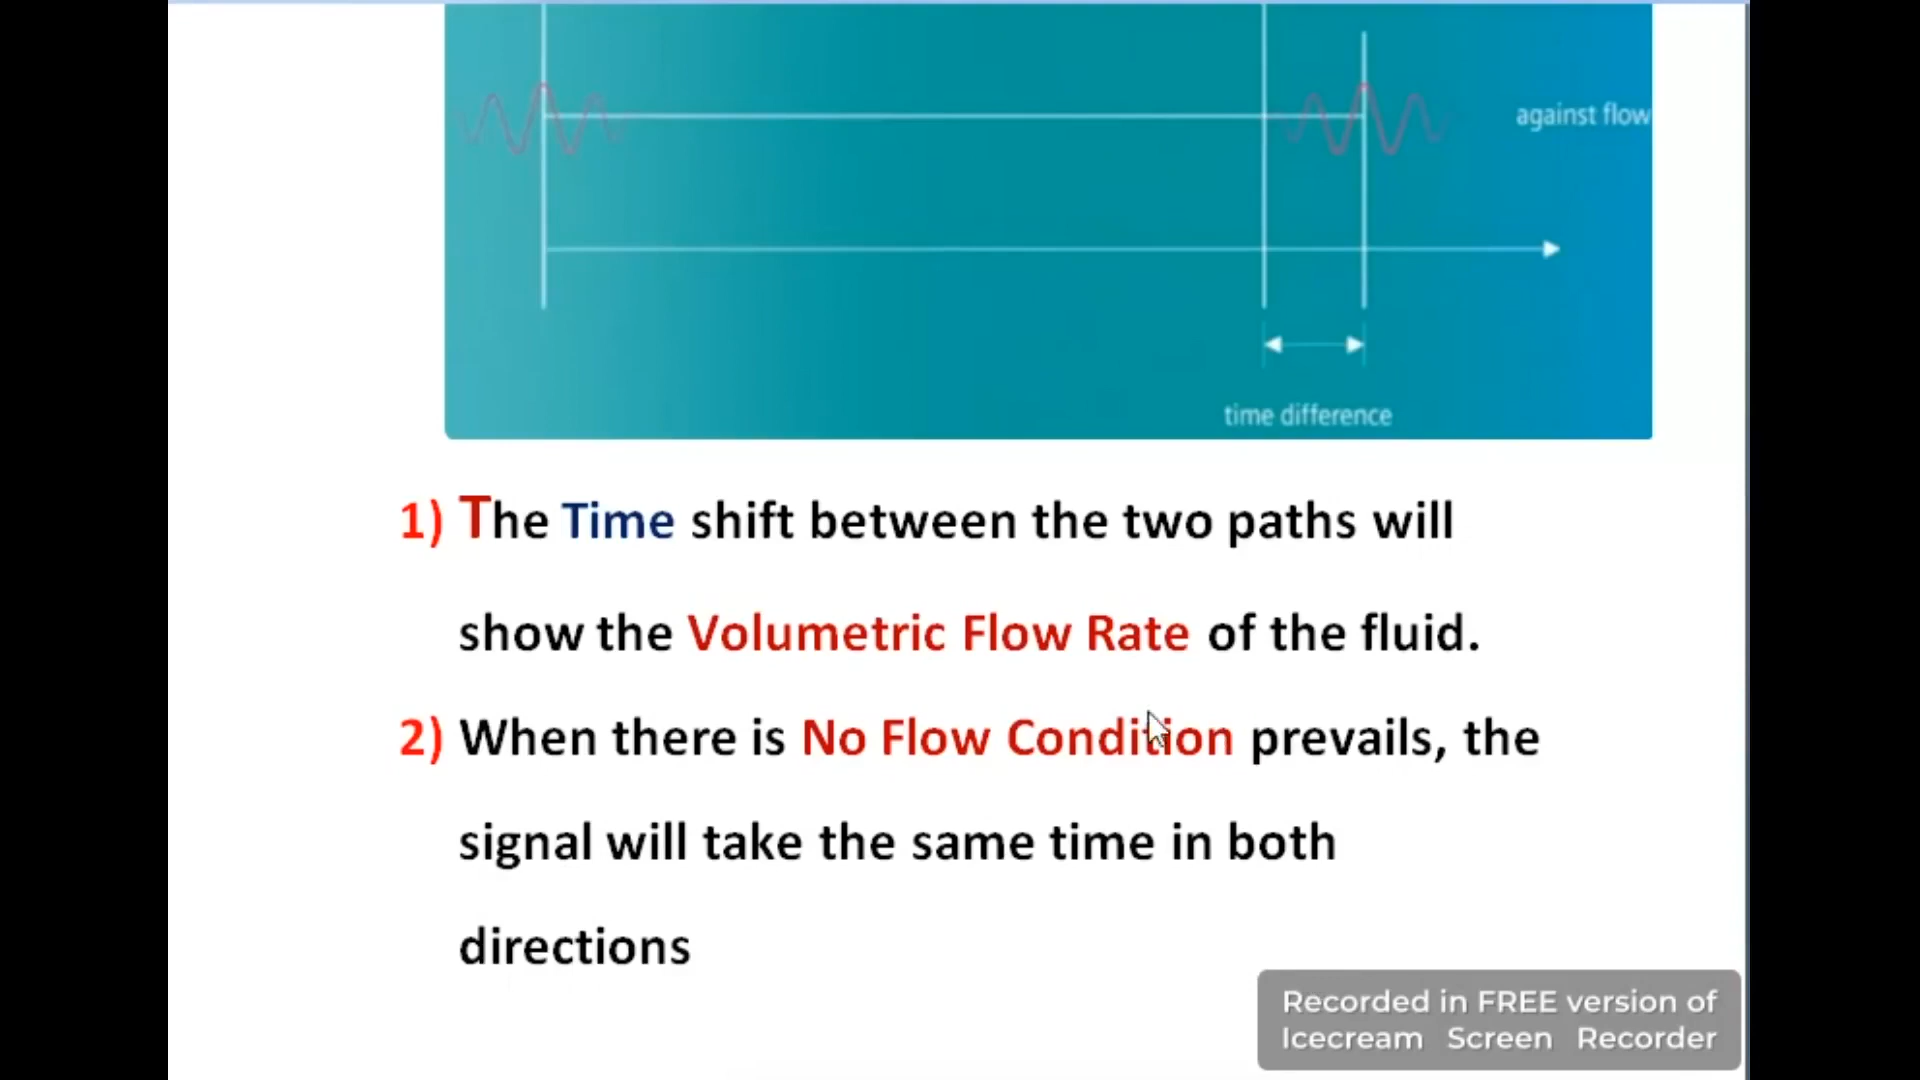 against flow
time difference
1) The Time shift between the two paths will
show the Volumetric Flow Rate of the fluid.
2) When there is No Flow Condition prevails, the
signal will take the same time in both
directions
Recorded in FREE version of
Icecream Screen Recorder